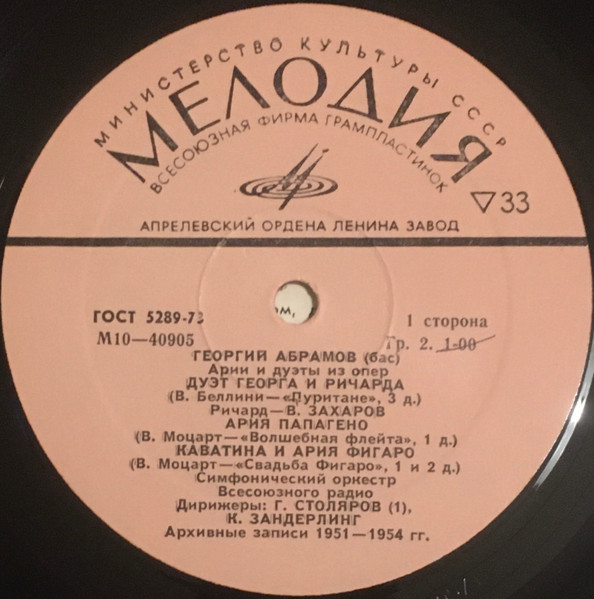 МИНИСТЕРСТВО КУЛЬТУРЫ СССР
МЕЛОДИЯ
ВСЕСОЮЗНАЯ ФИРМА ГРАМПЛАСТИНОК
33
АПРЕЛЕВСКИЙ ОРДЕНА ЛЕНИНА ЗАВОД
ГОСТ 5289-73
1 сторона
М10—40905
Гр. 2. 1-00
ГЕОРГИЙ АБРАМОВ (бас)
Арии и дуэты из опер
ДУЭТ ГЕОРГА И РИЧАРДА
(В. Беллини—«Пуритане», 3 д.)
Ричард—В. ЗАХАРОВ
АРИЯ ПАПАГЕНО
(В. Моцарт—«Волшебная флейта», 1 д.)
КАВАТИНА И АРИЯ ФИГАРО
(В. Моцарт—«Свадьба Фигаро», 1 и 2 д.)
Симфонический оркестр
Всесоюзного радио
Дирижеры: Г. СТОЛЯРОВ (1),
К. ЗАНДЕРЛИНГ
Архивные записи 1951—1954 гг.